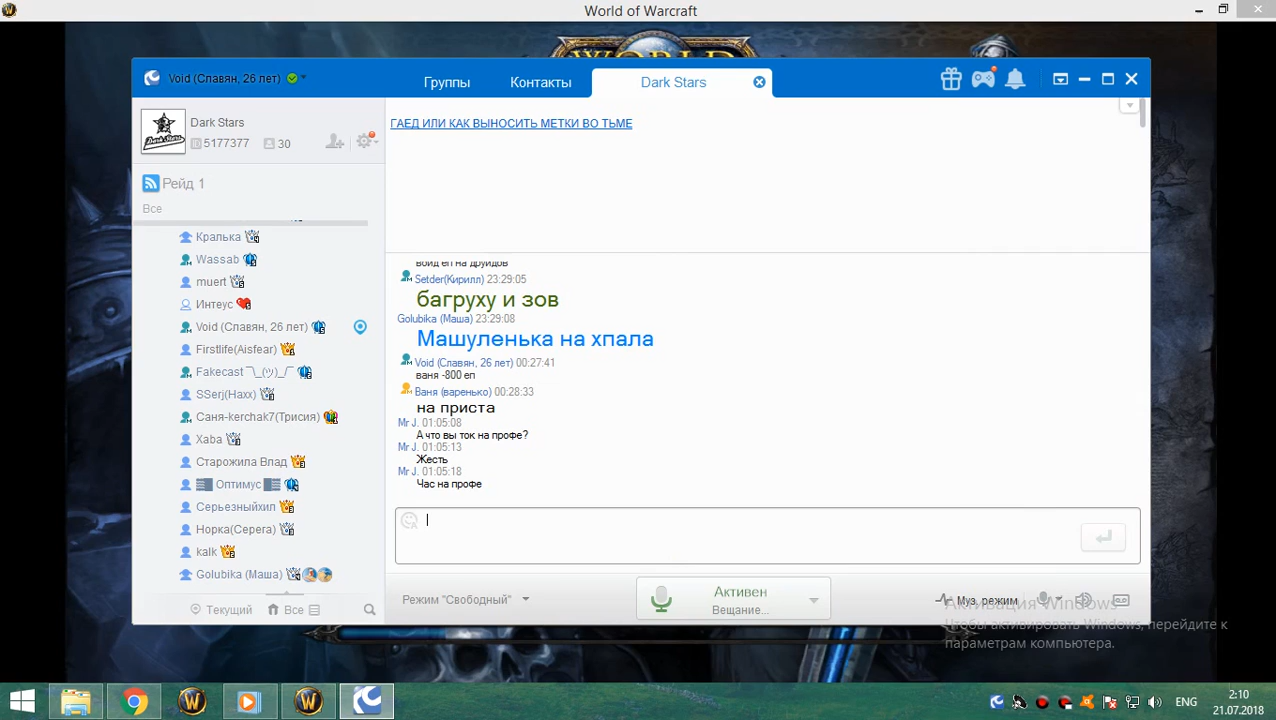 World of Warcraft
Void (Славян, 26 лет)
Группы
Контакты
Dark Stars
Dark Stars
5177377
30
Рейд 1
Все
Кралька
Wassab
muert
Интеус
Void (Славян, 26 лет)
Firstlife(Aisfear)
Fakecast ¯\_(ツ)_/¯
SSerj(Haxx)
Саня-kerchak7(Трисия)
Xaba
Старожила Влад
Оптимус
Серьезныйхил
Норка(Серега)
kalk
Golubika (Маша)
Текущий
Все
ГАЕД ИЛИ КАК ВЫНОСИТЬ МЕТКИ ВО ТЬМЕ
войд еп на друидов
Setder(Кирилл) 23:29:05
багруху и зов
Golubika (Маша) 23:29:08
Машуленька на хпала
Void (Славян, 26 лет) 00:27:41
ваня -800 еп
Ваня (варенько) 00:28:33
на приста
Mr J. 01:05:08
А что вы ток на профе?
Mr J. 01:05:13
Жесть
Mr J. 01:05:18
Час на профе
Режим "Свободный"
Активен
Вещание...
Муз. режим
Активация Windows
Чтобы активировать Windows, перейдите к
параметрам компьютера.
ENG
2:10
21.07.2018